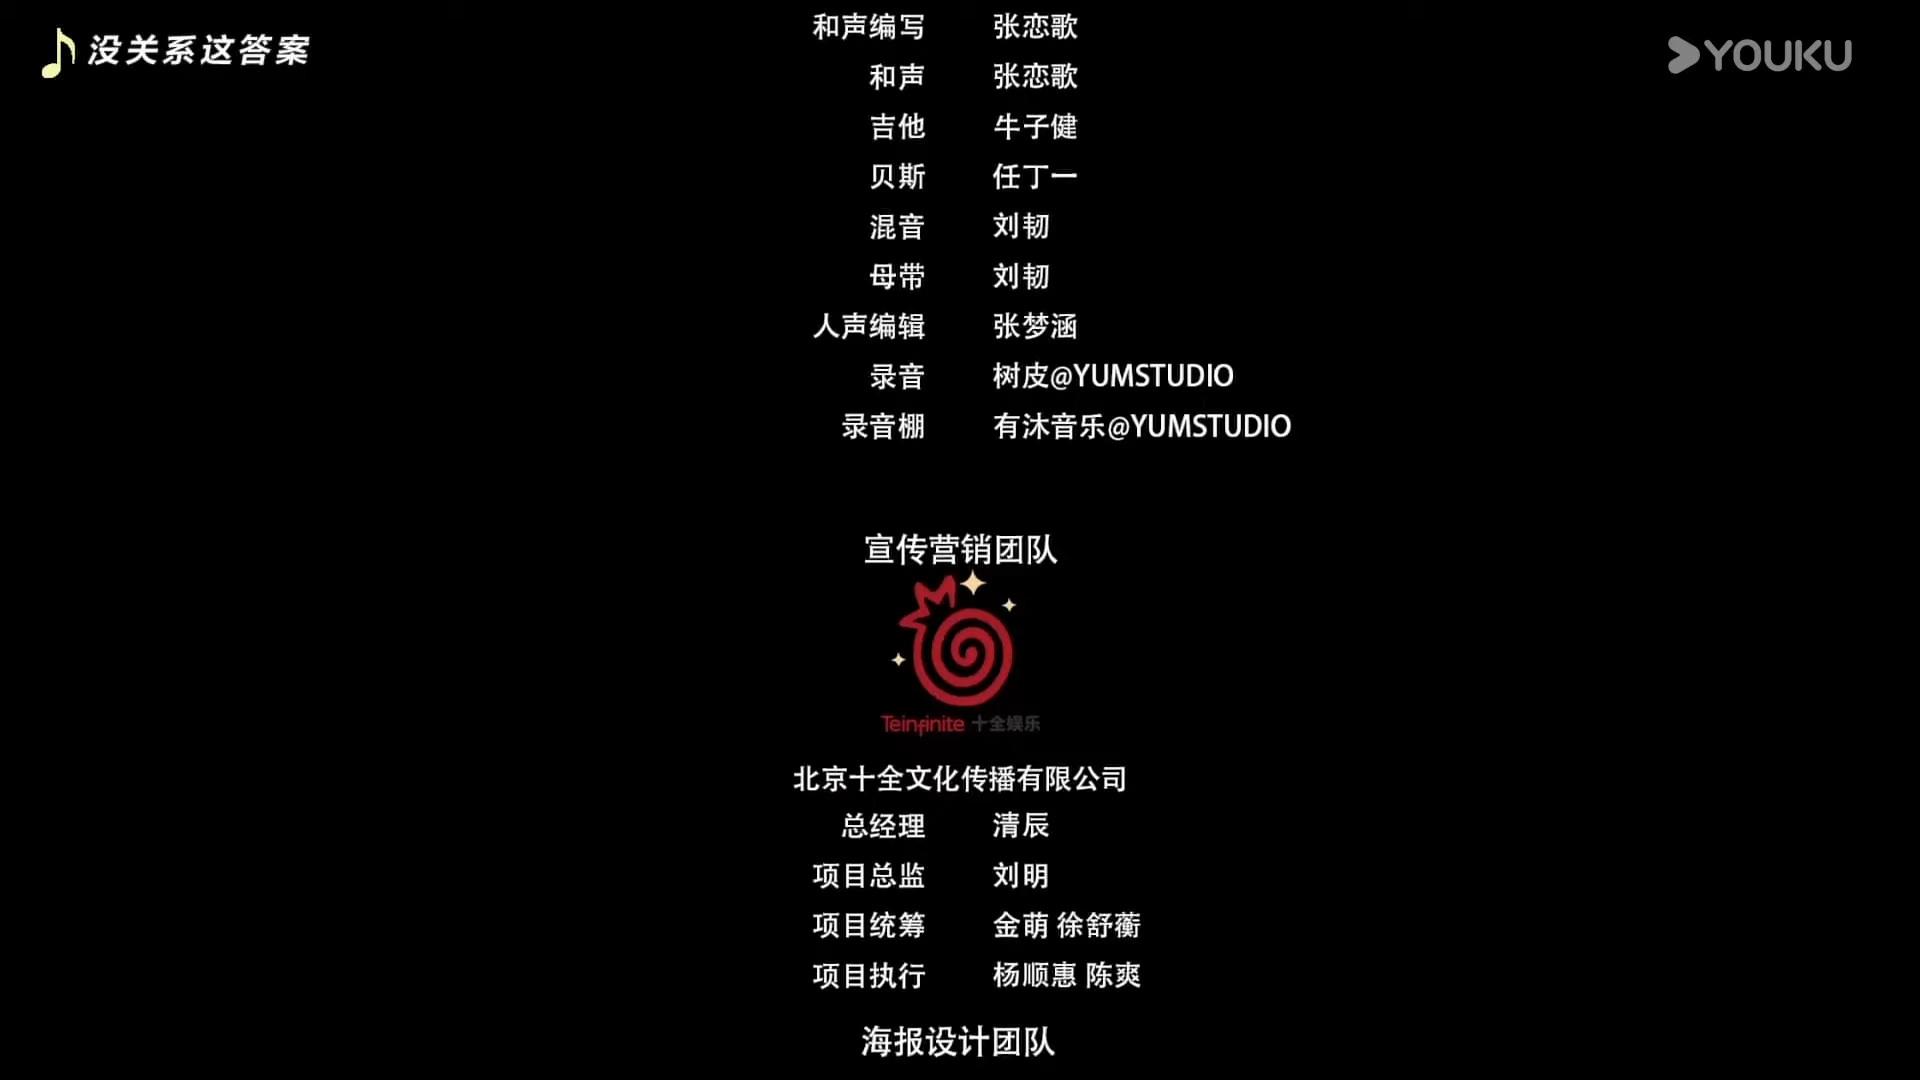 没关系这答案
YOUKU
和声编写 张恋歌
和声 张恋歌
吉他 牛子健
贝斯 任丁一
混音 刘韧
母带 刘韧
人声编辑 张梦涵
录音 树皮@YUMSTUDIO
录音棚 有沐音乐@YUMSTUDIO
宣传营销团队
Teinfinite 十全娱乐
北京十全文化传播有限公司
总经理 清辰
项目总监 刘明
项目统筹 金萌 徐舒蘅
项目执行 杨顺惠 陈爽
海报设计团队